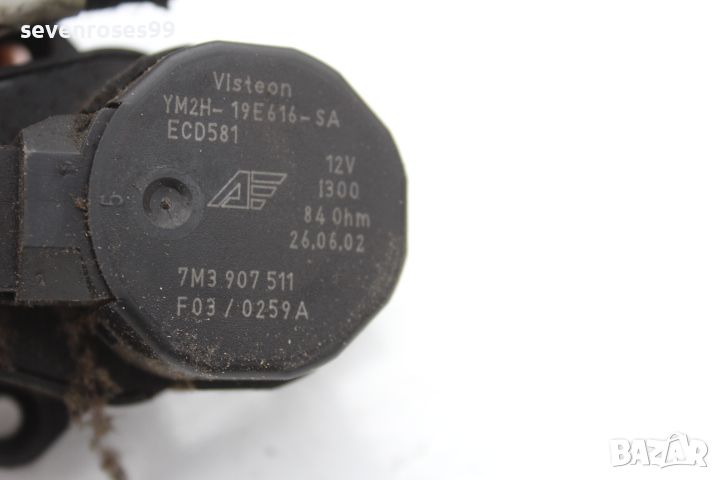 sevenroses99
Visteon
YM2H-19E616-SA
ECD581
12V
1300
84 Ohm
26.06.02
5
7M3 907 511
F03/0259A
BAZAR